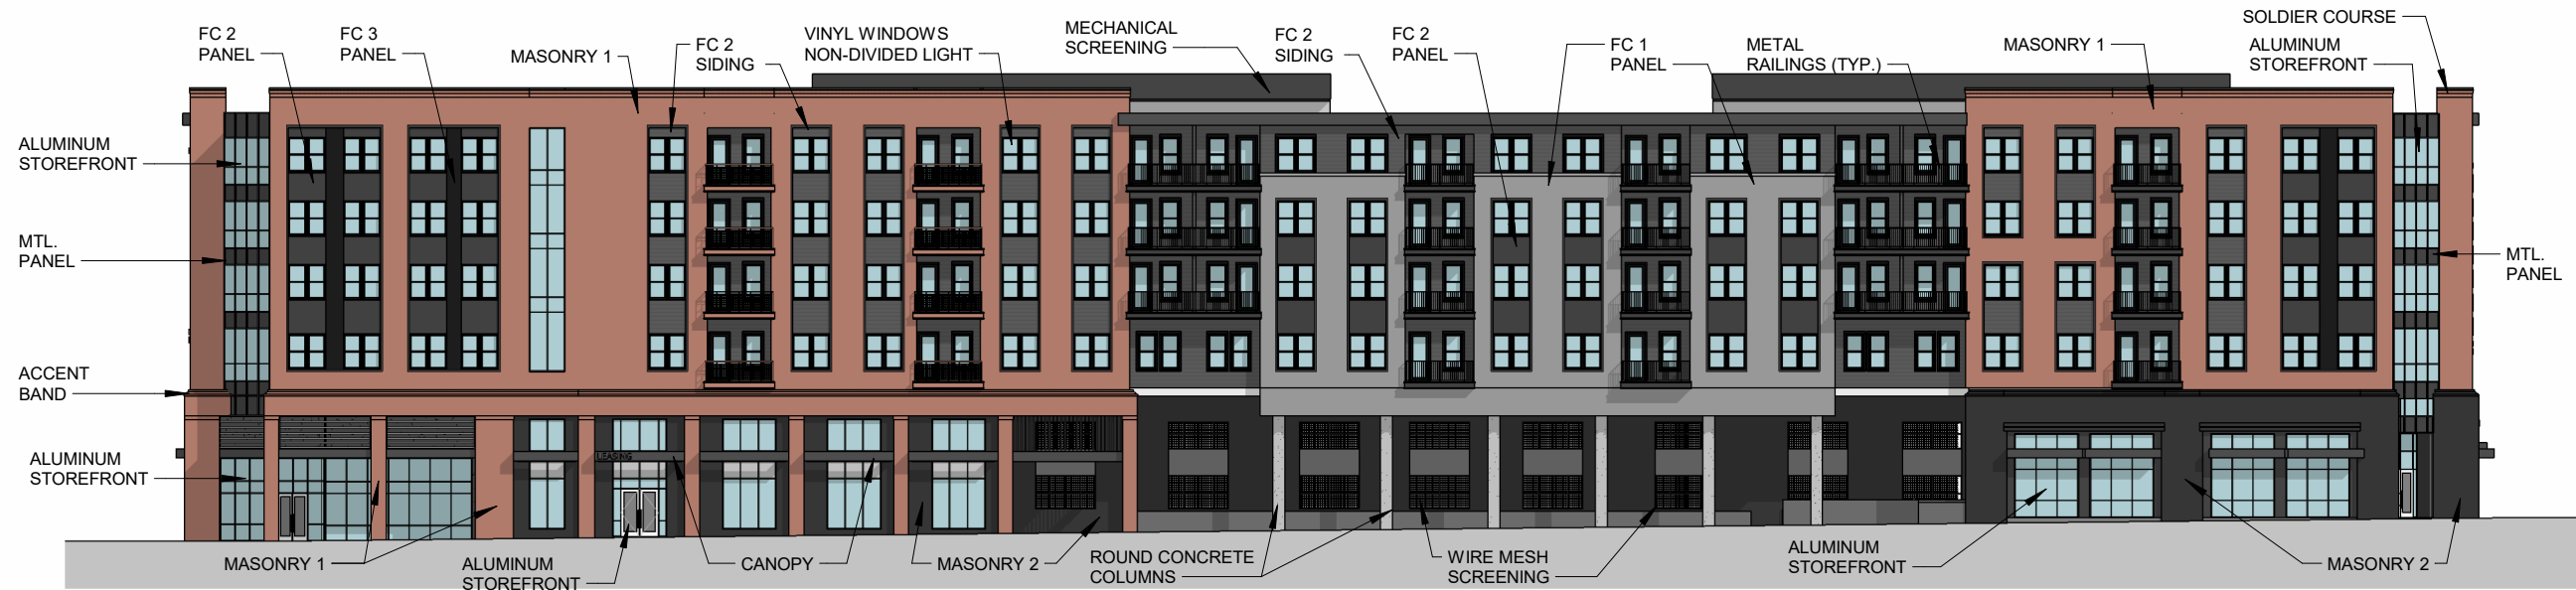 SOLDIER COURSE
FC 2
PANEL
FC 3
PANEL
MASONRY 1
FC 2
SIDING
VINYL WINDOWS
NON-DIVIDED LIGHT
MECHANICAL
SCREENING
FC 2
SIDING
FC 2
PANEL
FC 1
PANEL
METAL
RAILINGS (TYP.)
MASONRY 1
ALUMINUM
STOREFRONT
ALUMINUM
STOREFRONT
MTL.
PANEL
MTL.
PANEL
ACCENT
BAND
ALUMINUM
STOREFRONT
LEASING
MASONRY 1
ALUMINUM
STOREFRONT
CANOPY
MASONRY 2
ROUND CONCRETE
COLUMNS
WIRE MESH
SCREENING
ALUMINUM
STOREFRONT
MASONRY 2